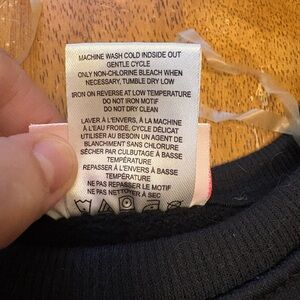 MACHINE WASH COLD INDSIDE OUT
GENTLE CYCLE
ONLY NON-CHLORINE BLEACH WHEN
NECESSARY, TUMBLE DRY LOW
IRON ON REVERSE AT LOW TEMPERATURE
DO NOT IRON MOTIF
DO NOT DRY CLEAN
LAVER À L'ENVERS, À LA MACHINE
À L'EAU FROIDE, CYCLE DÉLICAT
UTILISER AU BESOIN UN AGENT DE
BLANCHIMENT SANS CHLORURE
SÉCHER PAR CULBUTAGE À BASSE
TEMPÉRATURE
REPASSER À L'ENVERS À BASSE
TEMPÉRATURE
NE PAS REPASSER LE MOTIF
NE PAS NETTOYER À SEC